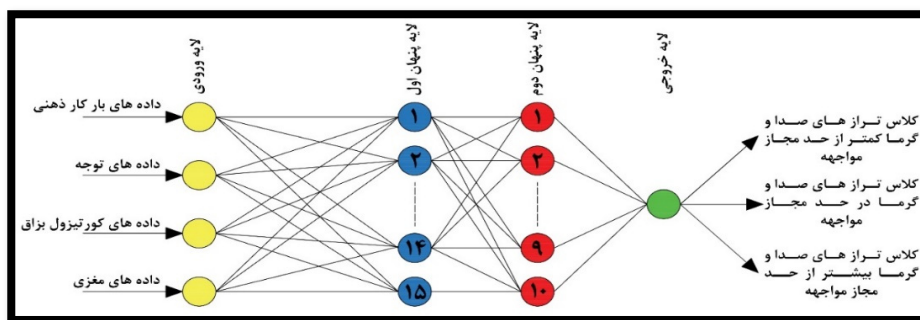 لایه ورودی
لایه پنهان اول
لایه پنهان دوم
لایه خروجی
داده های بار کار ذهنی
داده های توجه
داده های کورتیزول بزاق
داده های مغزی
۱
۲
۱۴
۱۵
۱
۲
۹
۱۰
کلاس تراز های صدا و
گرما کمتر از حد مجاز
مواجهه
کلاس تراز های صدا و
گرما در حد مجاز
مواجهه
کلاس تراز های صدا و
گرما بیشتر از حد
مجاز مواجهه